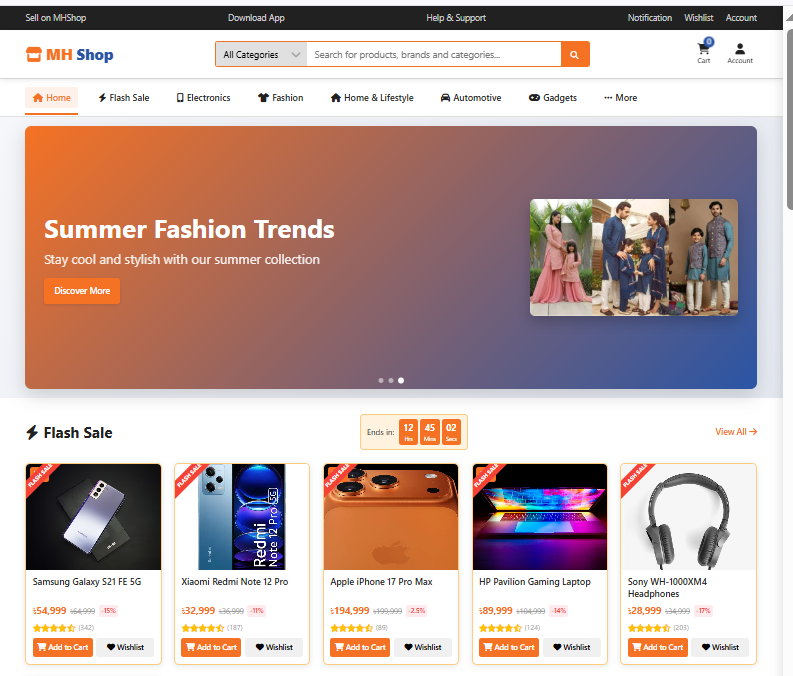 Sell on MHShop Download App Help & Support Notification Wishlist Account
MH Shop All Categories Search for products, brands and categories... 0 Cart Account
Home Flash Sale Electronics Fashion Home & Lifestyle Automotive Gadgets More
Summer Fashion Trends
Stay cool and stylish with our summer collection
Discover More
Flash Sale Ends in: 12 Hrs 45 Mins 02 Secs View All →
FLASH SALE FLASH SALE FLASH SALE FLASH SALE FLASH SALE
Redmi
Note 12 Pro 5G
Samsung Galaxy S21 FE 5G Xiaomi Redmi Note 12 Pro Apple iPhone 17 Pro Max HP Pavilion Gaming Laptop Sony WH-1000XM4 Headphones
৳54,999 ৳64,999 -15% ৳32,999 ৳36,999 -11% ৳194,999 ৳199,999 -2.5% ৳89,999 ৳104,999 -14% ৳28,999 ৳34,999 -17%
(342) (187) (89) (124) (203)
Add to Cart Wishlist Add to Cart Wishlist Add to Cart Wishlist Add to Cart Wishlist Add to Cart Wishlist